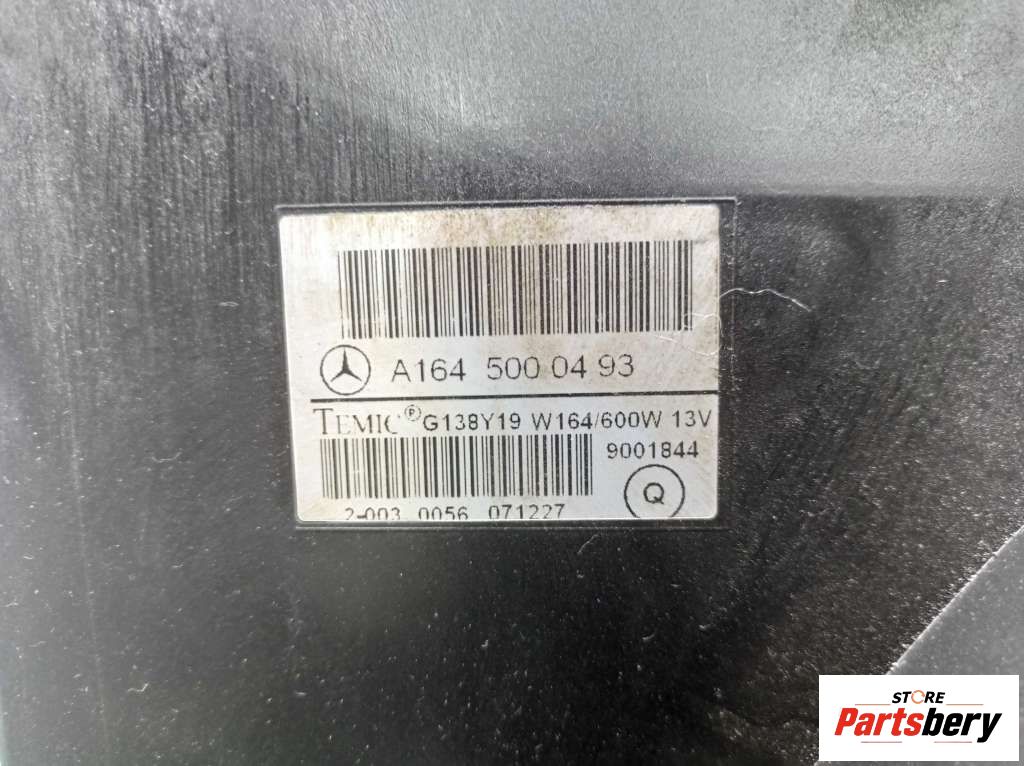 A164 500 04 93
TEMIC® G138Y19 W164/600W 13V
9001844
Q
2-003 0056 071227
STORE
Partsbery